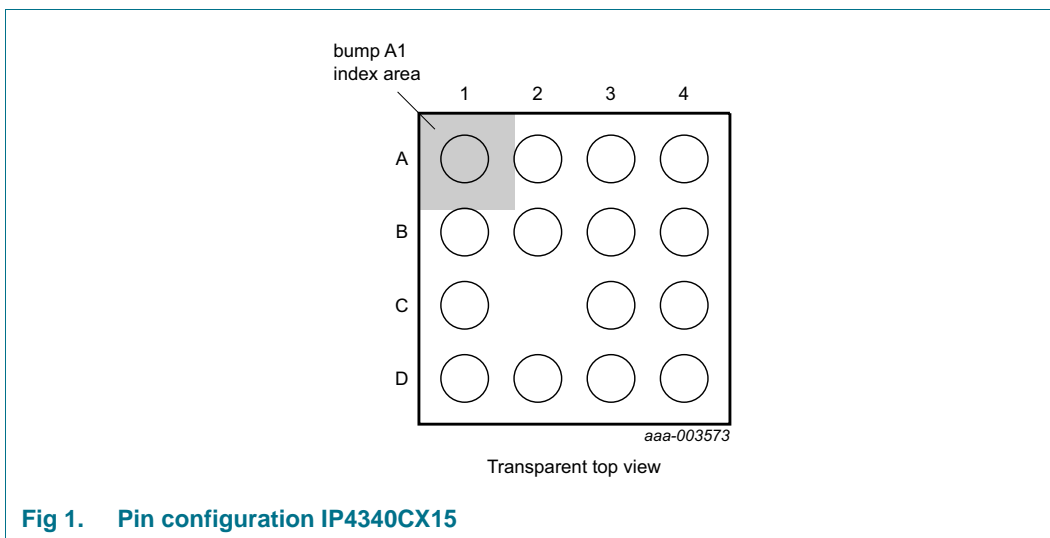 bump A1
index area
1 2 3 4
A
B
C
D
aaa-003573
Transparent top view
Fig 1. Pin configuration IP4340CX15